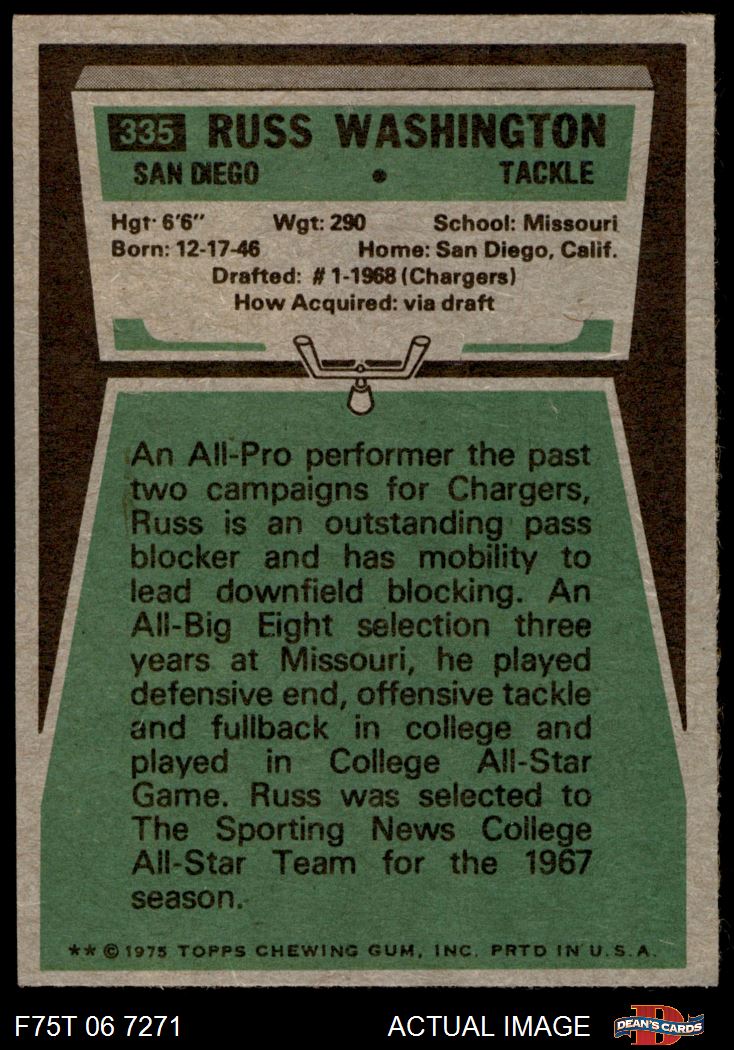 335 RUSS WASHINGTON
SAN DIEGO • TACKLE
Hgt: 6'6" Wgt: 290 School: Missouri
Born: 12-17-46 Home: San Diego, Calif.
Drafted: #1-1968 (Chargers)
How Acquired: via draft
An All-Pro performer the past
two campaigns for Chargers,
Russ is an outstanding pass
blocker and has mobility to
lead downfield blocking. An
All-Big Eight selection three
years at Missouri, he played
defensive end, offensive tackle
and fullback in college and
played in College All-Star
Game. Russ was selected to
The Sporting News College
All-Star Team for the 1967
season.
** © 1975 TOPPS CHEWING GUM, INC. PRTD IN U.S.A.
F75T 06 7271 ACTUAL IMAGE
D
DEAN'S CARDS